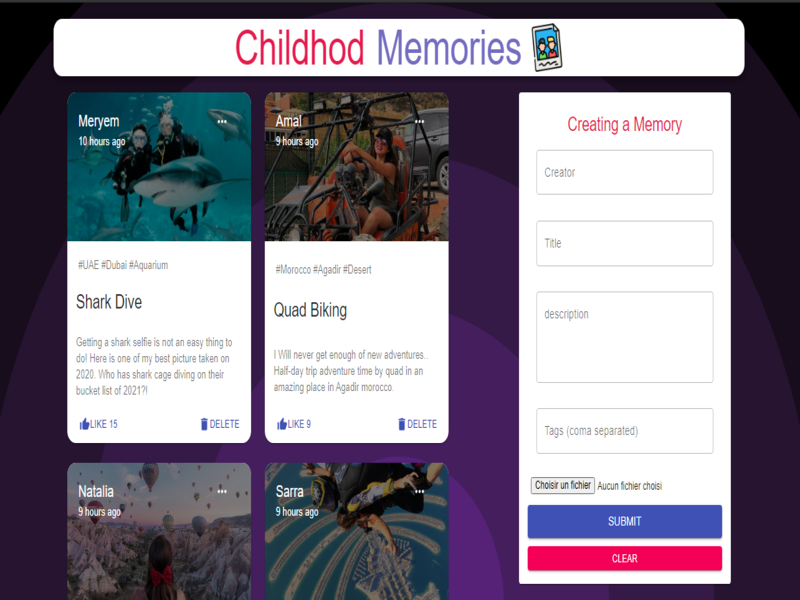 Childhod Memories
Meryem
10 hours ago
#UAE #Dubai #Aquarium
Shark Dive
Getting a shark selfie is not an easy thing to
do! Here is one of my best picture taken on
2020. Who has shark cage diving on their
bucket list of 2021?!
LIKE 15
DELETE
Amal
9 hours ago
#Morocco #Agadir #Desert
Quad Biking
I Will never get enough of new adventures..
Half-day trip adventure time by quad in an
amazing place in Agadir morocco.
LIKE 9
DELETE
Natalia
9 hours ago
Sarra
9 hours ago
Creating a Memory
Creator
Title
description
Tags (coma separated)
Choisir un fichier Aucun fichier choisi
SUBMIT
CLEAR